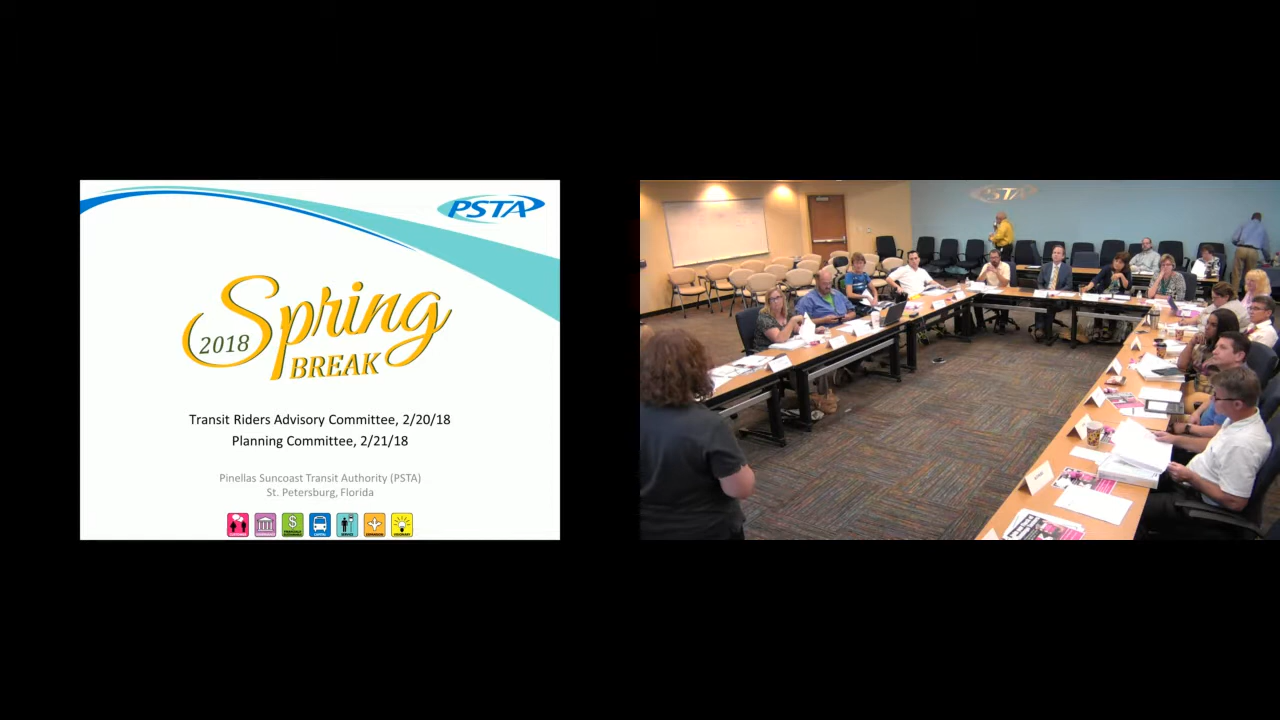 PSTA
2018 Spring
BREAK
Transit Riders Advisory Committee, 2/20/18
Planning Committee, 2/21/18
Pinellas Suncoast Transit Authority (PSTA)
St. Petersburg, Florida
PSTA